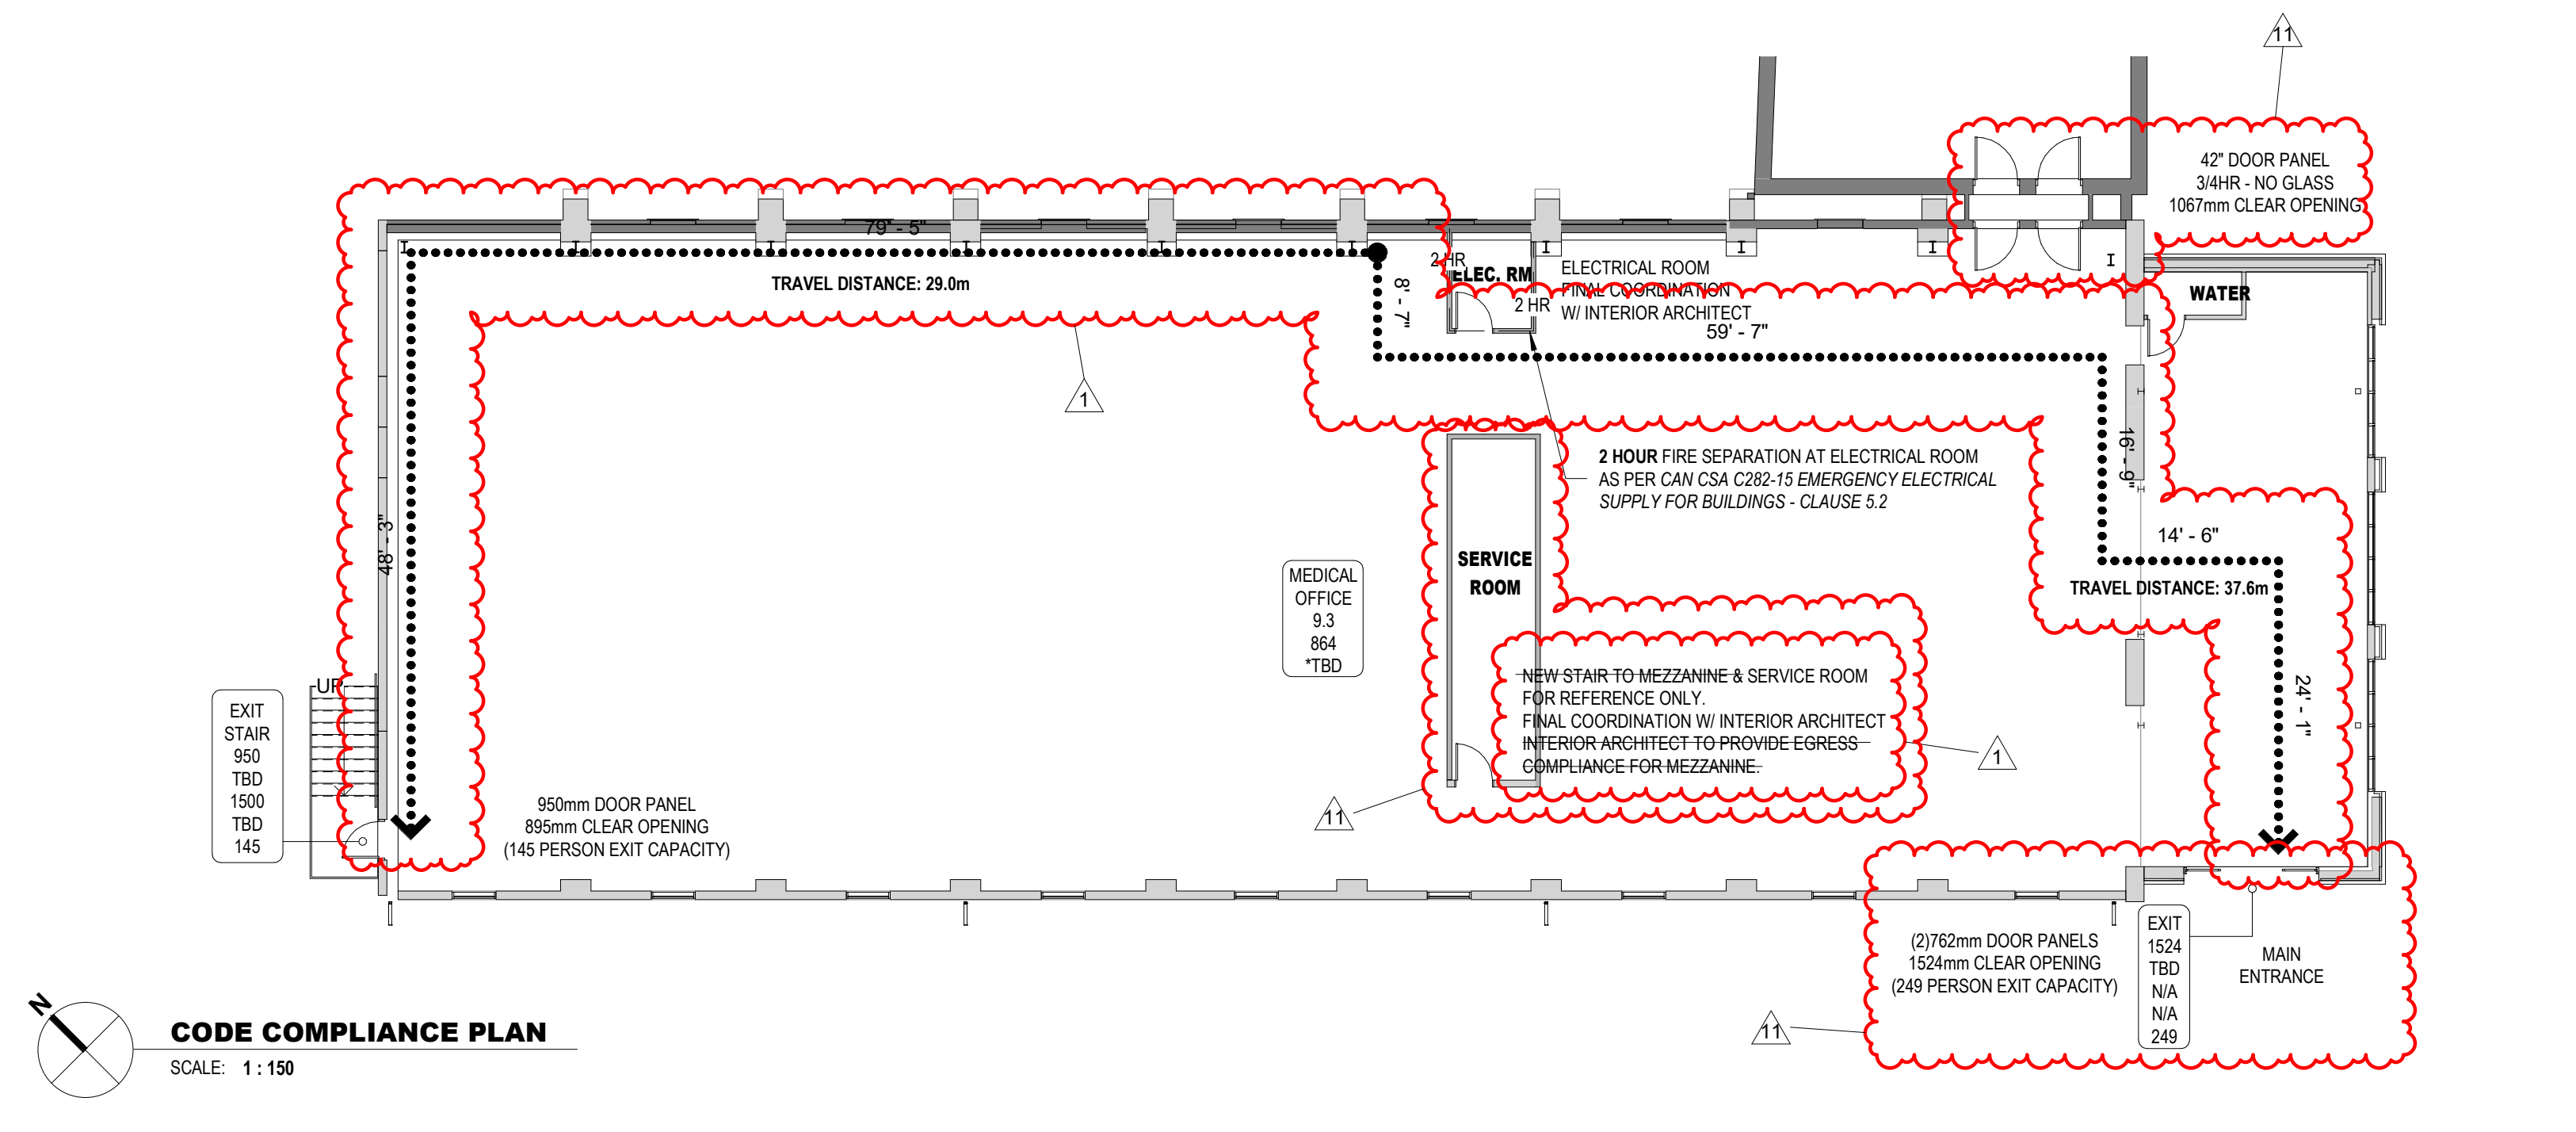 11
42" DOOR PANEL
3/4HR - NO GLASS
1067mm CLEAR OPENING
79' - 5"
TRAVEL DISTANCE: 29.0m
8' - 7"
2 HR
ELEC. RM
2 HR
ELECTRICAL ROOM
FINAL COORDINATION
W/ INTERIOR ARCHITECT
59' - 7"
WATER
1
16' - 9"
2 HOUR FIRE SEPARATION AT ELECTRICAL ROOM
AS PER CAN CSA C282-15 EMERGENCY ELECTRICAL
SUPPLY FOR BUILDINGS - CLAUSE 5.2
48' - 3"
14' - 6"
TRAVEL DISTANCE: 37.6m
SERVICE
ROOM
MEDICAL
OFFICE
9.3
864
*TBD
24' - 1"
NEW STAIR TO MEZZANINE & SERVICE ROOM
FOR REFERENCE ONLY.
FINAL COORDINATION W/ INTERIOR ARCHITECT
INTERIOR ARCHITECT TO PROVIDE EGRESS
COMPLIANCE FOR MEZZANINE.
1
11
UP
EXIT
STAIR
950
TBD
1500
TBD
145
950mm DOOR PANEL
895mm CLEAR OPENING
(145 PERSON EXIT CAPACITY)
(2)762mm DOOR PANELS
1524mm CLEAR OPENING
(249 PERSON EXIT CAPACITY)
EXIT
1524
TBD
N/A
N/A
249
MAIN
ENTRANCE
11
N
CODE COMPLIANCE PLAN
SCALE: 1 : 150